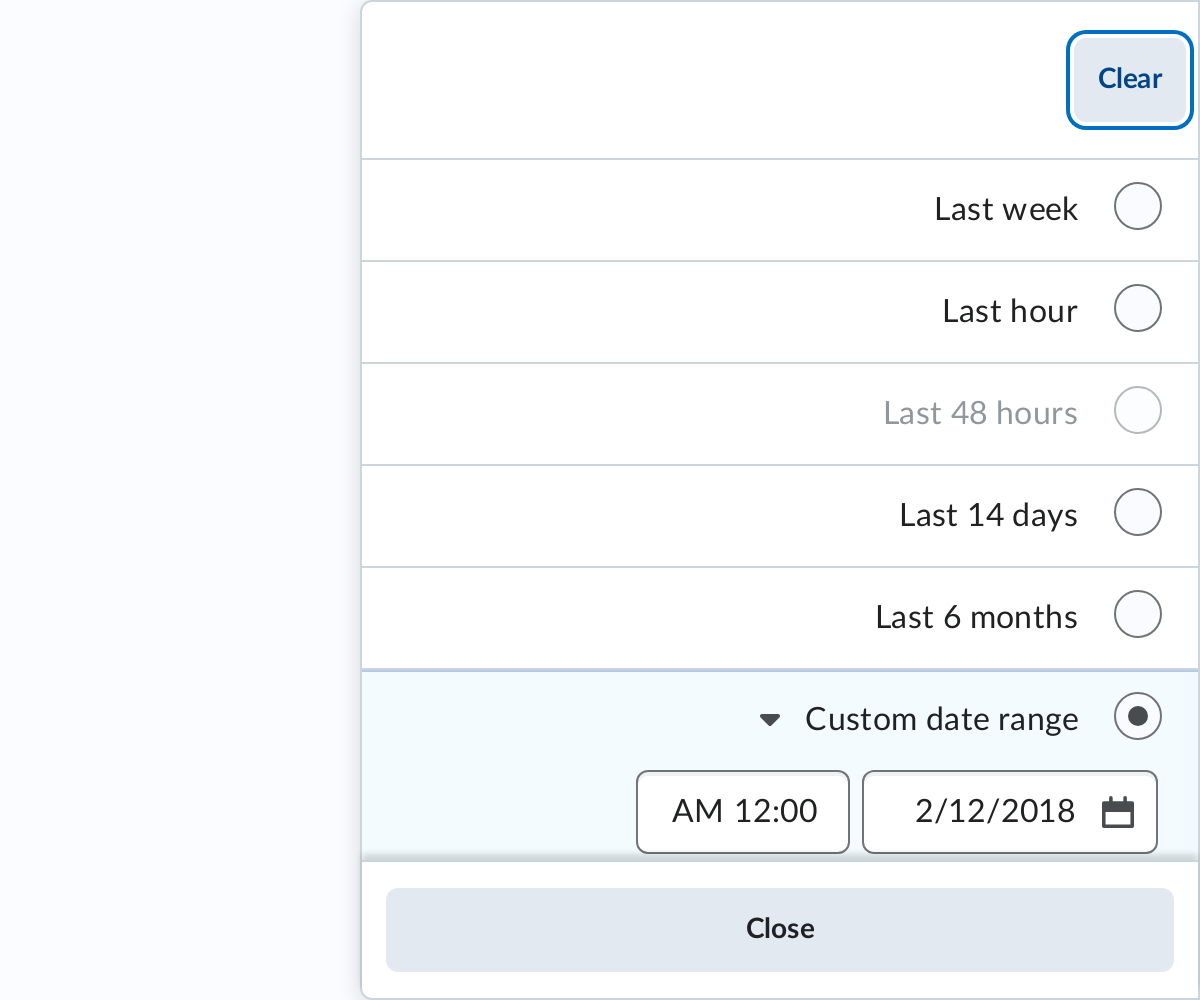 Clear
Last week
Last hour
Last 48 hours
Last 14 days
Last 6 months
Custom date range
AM 12:00 2/12/2018
Close